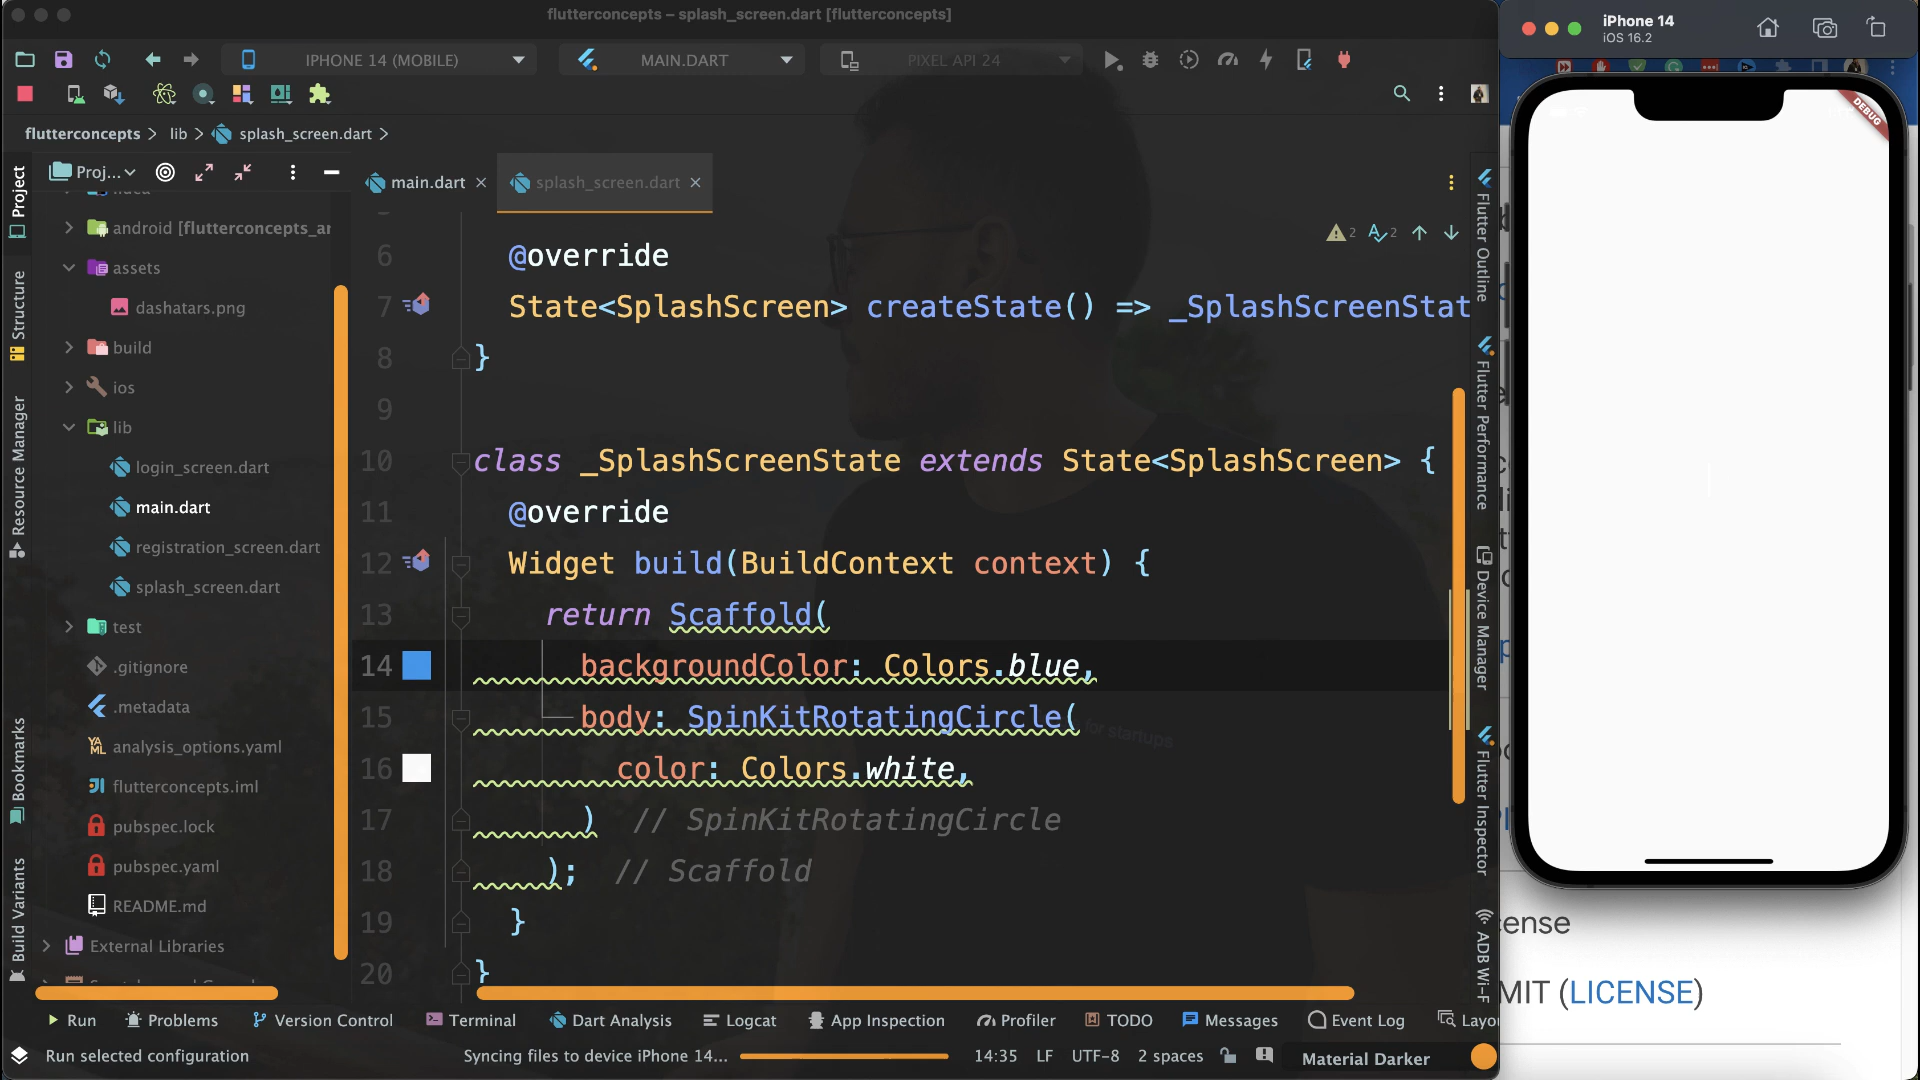 flutterconcepts – splash_screen.dart [flutterconcepts]
IPHONE 14 (MOBILE)
MAIN.DART
PIXEL API 24
flutterconcepts
lib
splash_screen.dart
Project
Structure
Resource Manager
Bookmarks
Build Variants
Proj...
android [flutterconcepts_ar
assets
dashatars.png
build
ios
lib
login_screen.dart
main.dart
registration_screen.dart
splash_screen.dart
test
.gitignore
.metadata
analysis_options.yaml
flutterconcepts.iml
pubspec.lock
pubspec.yaml
README.md
External Libraries
main.dart
splash_screen.dart
2 2
6 @override
7 State<SplashScreen> createState() => _SplashScreenStat
8 }
9
10 class _SplashScreenState extends State<SplashScreen> {
11 @override
12 Widget build(BuildContext context) {
13 return Scaffold(
14 backgroundColor: Colors.blue,
15 body: SpinKitRotatingCircle(
for startups
16 color: Colors.white,
17 ) // SpinKitRotatingCircle
18 ); // Scaffold
19 }
20 }
Flutter Outline
Flutter Performance
Device Manager
Flutter Inspector
ADB Wi-F
Run
Problems
Version Control
Terminal
Dart Analysis
Logcat
App Inspection
Profiler
TODO
Messages
Event Log
Layou
Run selected configuration
Syncing files to device iPhone 14...
14:35
LF
UTF-8
2 spaces
Material Darker
iPhone 14
iOS 16.2
DEBUG
cense
MIT (LICENSE)